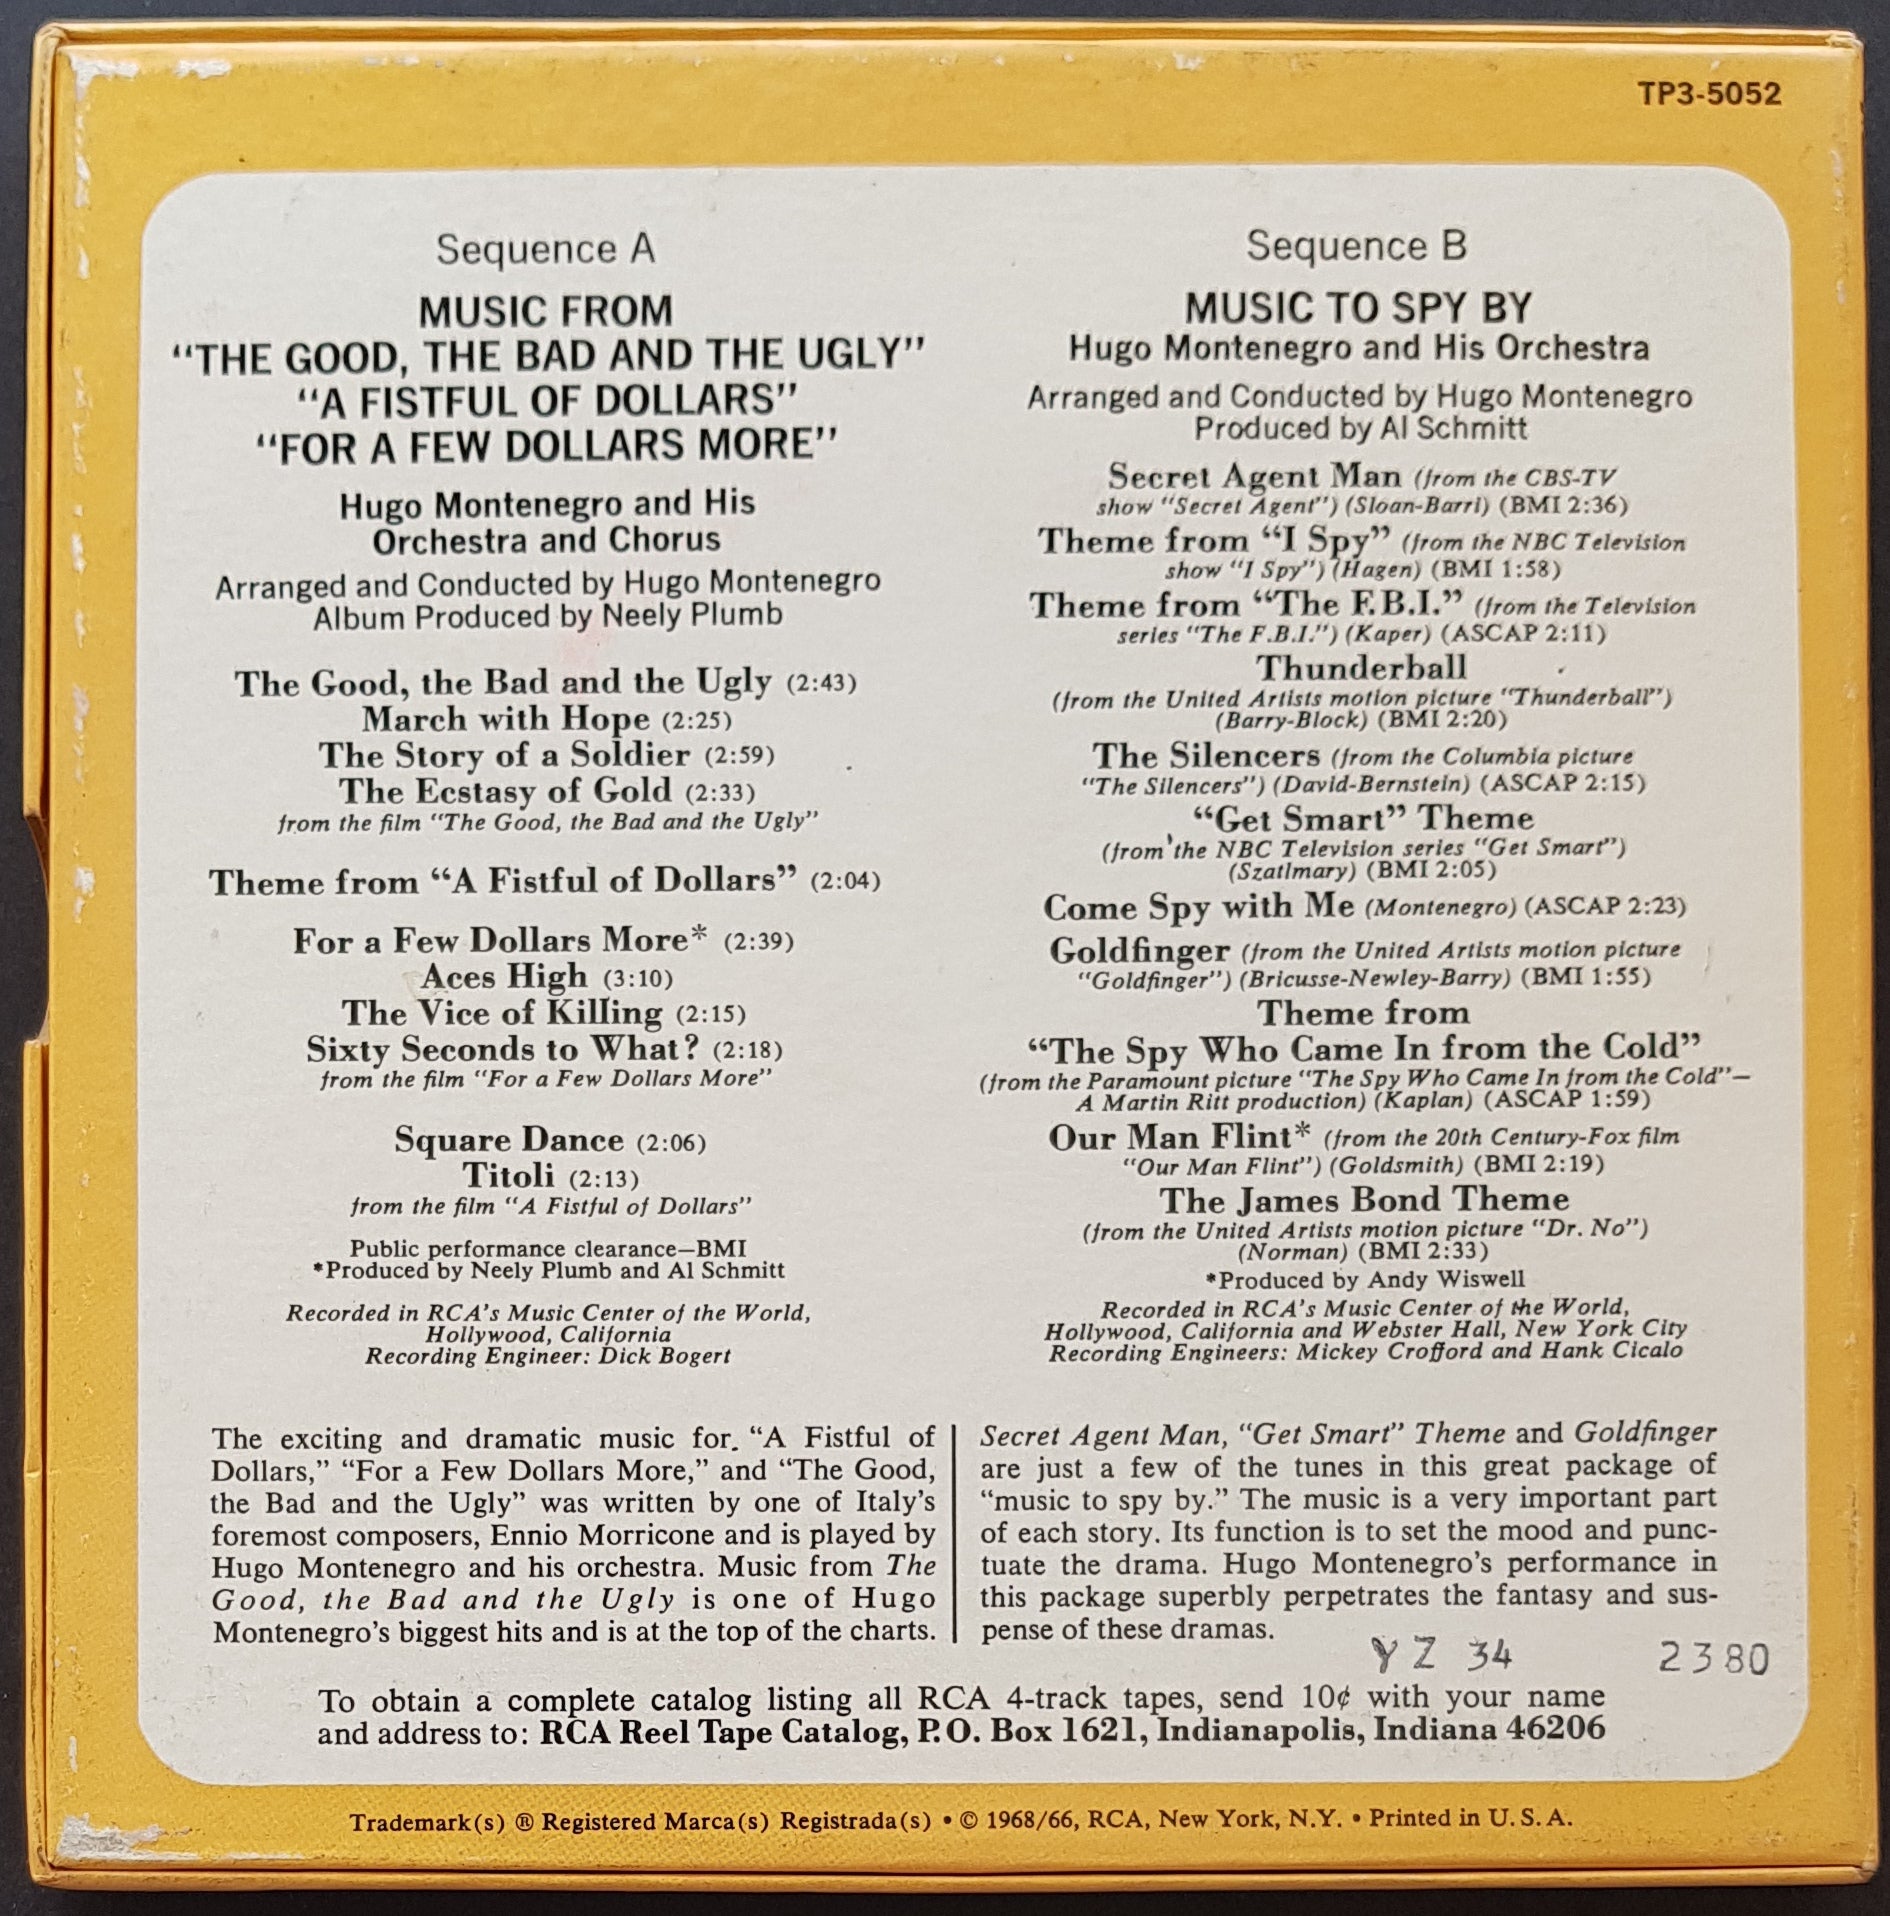 TP3-5052
Sequence A
MUSIC FROM
"THE GOOD, THE BAD AND THE UGLY"
"A FISTFUL OF DOLLARS"
"FOR A FEW DOLLARS MORE"
Hugo Montenegro and His
Orchestra and Chorus
Arranged and Conducted by Hugo Montenegro
Album Produced by Neely Plumb
The Good, the Bad and the Ugly (2:43)
March with Hope (2:25)
The Story of a Soldier (2:59)
The Ecstasy of Gold (2:33)
from the film "The Good, the Bad and the Ugly"
Theme from "A Fistful of Dollars" (2:04)
For a Few Dollars More* (2:39)
Aces High (3:10)
The Vice of Killing (2:15)
Sixty Seconds to What? (2:18)
from the film "For a Few Dollars More"
Square Dance (2:06)
Titoli (2:13)
from the film "A Fistful of Dollars"
Public performance clearance—BMI
*Produced by Neely Plumb and Al Schmitt
Recorded in RCA's Music Center of the World,
Hollywood, California
Recording Engineer: Dick Bogert
Sequence B
MUSIC TO SPY BY
Hugo Montenegro and His Orchestra
Arranged and Conducted by Hugo Montenegro
Produced by Al Schmitt
Secret Agent Man (from the CBS-TV
show "Secret Agent") (Sloan-Barri) (BMI 2:36)
Theme from "I Spy" (from the NBC Television
show "I Spy") (Hagen) (BMI 1:58)
Theme from "The F.B.I." (from the Television
series "The F.B.I.") (Kaper) (ASCAP 2:11)
Thunderball
(from the United Artists motion picture "Thunderball")
(Barry-Block) (BMI 2:20)
The Silencers (from the Columbia picture
"The Silencers") (David-Bernstein) (ASCAP 2:15)
"Get Smart" Theme
(from the NBC Television series "Get Smart")
(Szatlmary) (BMI 2:05)
Come Spy with Me (Montenegro) (ASCAP 2:23)
Goldfinger (from the United Artists motion picture
"Goldfinger") (Bricusse-Newley-Barry) (BMI 1:55)
Theme from
"The Spy Who Came In from the Cold"
(from the Paramount picture "The Spy Who Came In from the Cold"—
A Martin Ritt production) (Kaplan) (ASCAP 1:59)
Our Man Flint* (from the 20th Century-Fox film
"Our Man Flint") (Goldsmith) (BMI 2:19)
The James Bond Theme
(from the United Artists motion picture "Dr. No")
(Norman) (BMI 2:33)
*Produced by Andy Wiswell
Recorded in RCA's Music Center of the World,
Hollywood, California and Webster Hall, New York City
Recording Engineers: Mickey Crofford and Hank Cicalo
The exciting and dramatic music for. "A Fistful of
Dollars," "For a Few Dollars More," and "The Good,
the Bad and the Ugly" was written by one of Italy's
foremost composers, Ennio Morricone and is played by
Hugo Montenegro and his orchestra. Music from The
Good, the Bad and the Ugly is one of Hugo
Montenegro's biggest hits and is at the top of the charts.
Secret Agent Man, "Get Smart" Theme and Goldfinger
are just a few of the tunes in this great package of
"music to spy by." The music is a very important part
of each story. Its function is to set the mood and punc-
tuate the drama. Hugo Montenegro's performance in
this package superbly perpetrates the fantasy and sus-
pense of these dramas.
YZ 34 2380
To obtain a complete catalog listing all RCA 4-track tapes, send 10¢ with your name
and address to: RCA Reel Tape Catalog, P.O. Box 1621, Indianapolis, Indiana 46206
Trademark(s) ® Registered Marca(s) Registrada(s) • © 1968/66, RCA, New York, N.Y. • Printed in U.S.A.